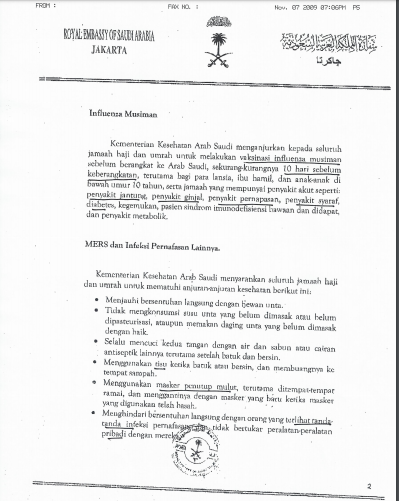 FROM :
FAX NO. :
Nov. 07 2009 07:06PM P5
ROYAL EMBASSY OF SAUDI ARABIA
JAKARTA
سفارة المملكة العربية السعودية
جاكرتا
Influenza Musiman
Kementerian Kesehatan Arab Saudi menganjurkan kepada seluruh
jamaah haji dan umrah untuk melakukan vaksinasi influenza musiman
sebelum berangkat ke Arab Saudi, sekurang-kurangnya 10 hari sebelum
keberangkatan, terutama bagi para lansia, ibu hamil, dan anak-anak di
bawah umur 10 tahun, serta jamaah yang mempunyai penyakit akut seperti:
penyakit jantung, penyakit ginjal, penyakit pernapasan, penyakit syaraf,
diabetes, kegemukan, pasien sindrom imunodefisiensi bawaan dan didapat,
dan penyakit metabolik.
MERS dan Infeksi Pernafasan Lainnya.
Kementerian Kesehatan Arab Saudi menyarankan seluruh jamaah haji
dan umrah untuk mematuhi anjuran-anjuran kesehatan berikut ini:
• Menjauhi bersentuhan langsung dengan hewan unta.
• Tidak mengkonsumsi susu unta yang belum dimasak atau belum
dipasteurisasi, ataupun memakan daging unta yang belum dimasak
dengan baik.
• Selalu mencuci kedua tangan dengan air dan sabun atau cairan
antiseptik lainnya terutama setelah batuk dan bersin.
• Menggunakan tisu ketika batuk atau bersin, dan membuangnya ke
tempat sampah.
• Menggunakan masker penutup mulut, terutama ditempat-tempat
ramai, dan menggantinya dengan masker yang baru ketika masker
yang digunakan telah basah.
• Menghindari bersentuhan langsung dengan orang yang terlihat tanda-
tanda infeksi pernafasan dan tidak bertukar peralatan-peralatan
pribadi dengan mereka
2